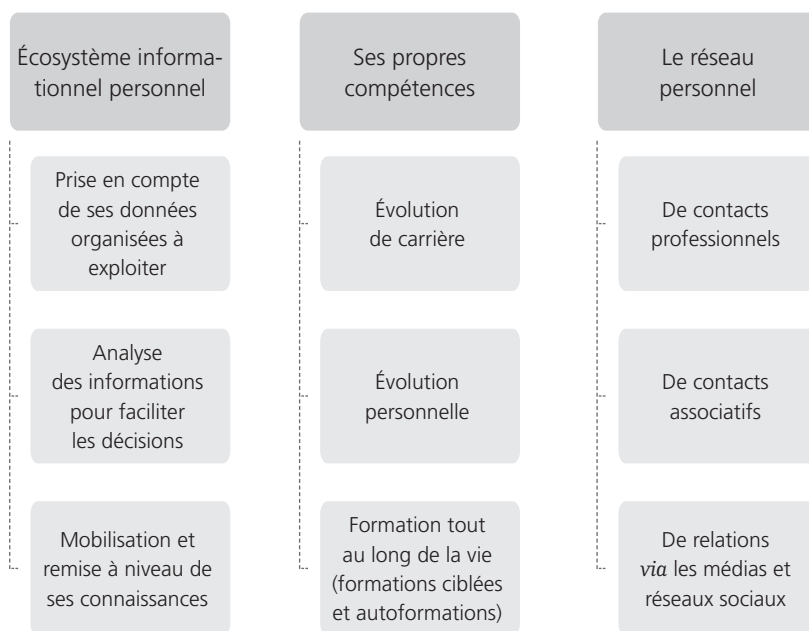 Écosystème informa-
tionnel personnel
Prise en compte
de ses données
organisées à
exploiter
Analyse
des informations
pour faciliter
les décisions
Mobilisation et
remise à niveau de
ses connaissances
Ses propres
compétences
Évolution
de carrière
Évolution
personnelle
Formation tout
au long de la vie
(formations ciblées
et autoformations)
Le réseau
personnel
De contacts
professionnels
De contacts
associatifs
De relations
via les médias et
réseaux sociaux